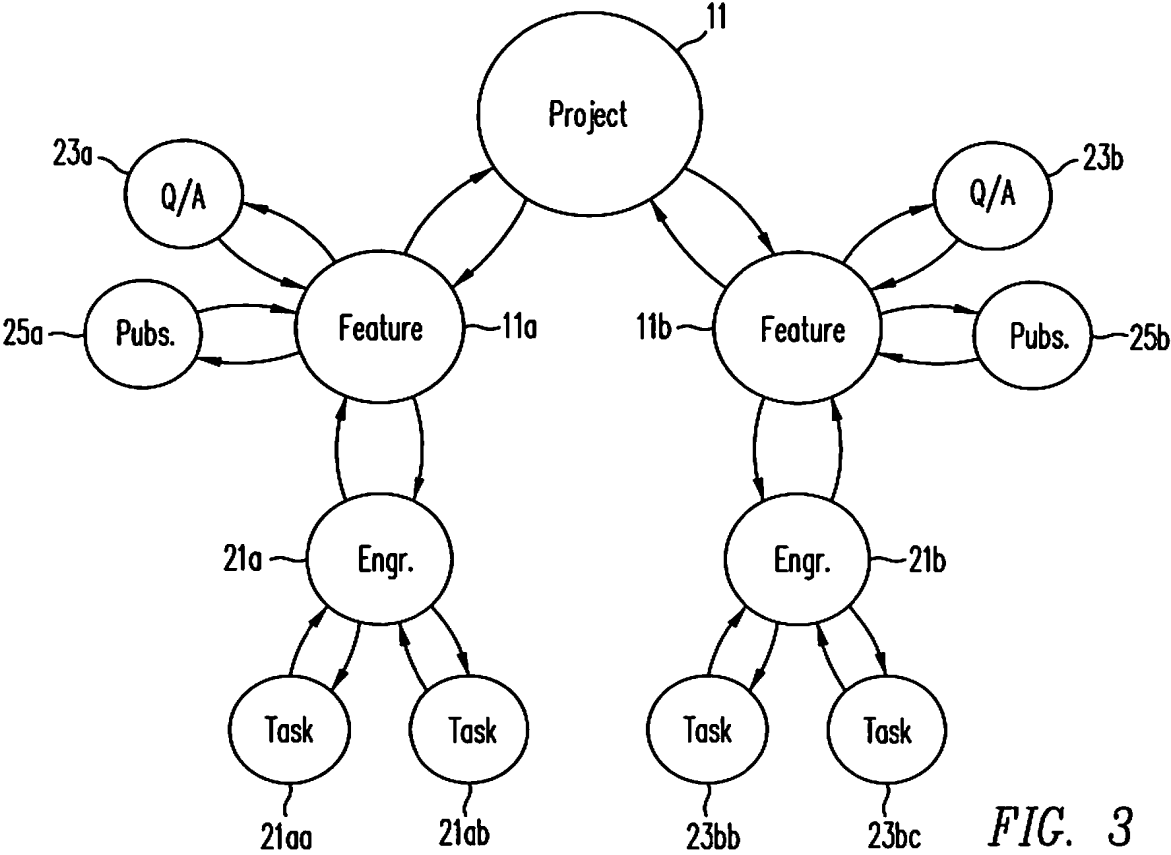 11
Project
23a
Q/A
23b
Q/A
25a
Pubs.
Feature
11a
11b
Feature
Pubs.
25b
21a
Engr.
Engr.
21b
Task
Task
Task
Task
21aa
21ab
23bb
23bc
FIG. 3